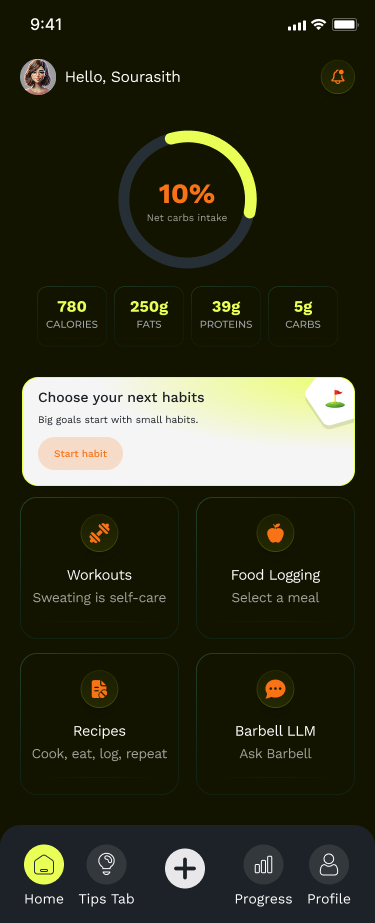 9:41
Hello, Sourasith
10%
Net carbs intake
780 250g 39g 5g
CALORIES FATS PROTEINS CARBS
Choose your next habits
Big goals start with small habits.
Start habit
Workouts Food Logging
Sweating is self-care Select a meal
Recipes Barbell LLM
Cook, eat, log, repeat Ask Barbell
Home Tips Tab Progress Profile